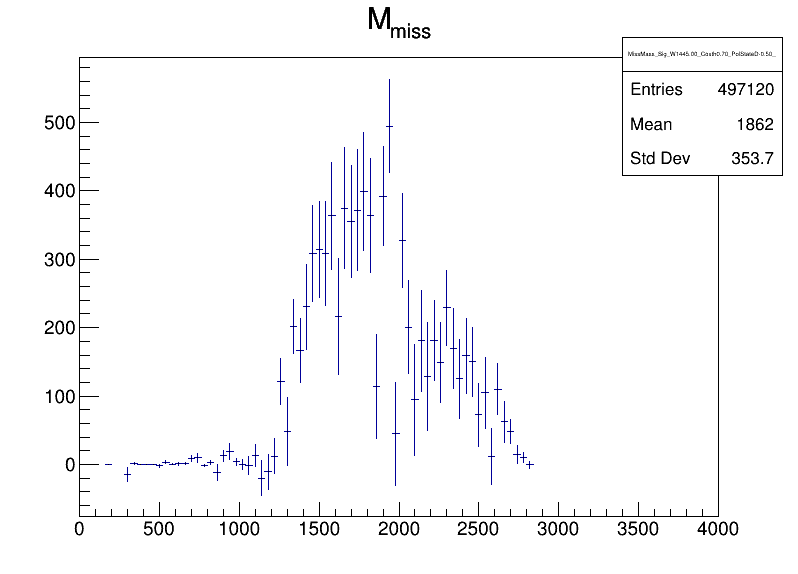 M_miss
MissMass_Sig_W1445.00_Costh0.70_PolStateD-0.50_
Entries 497120
Mean 1862
Std Dev 353.7
500
400
300
200
100
0
0 500 1000 1500 2000 2500 3000 3500 4000